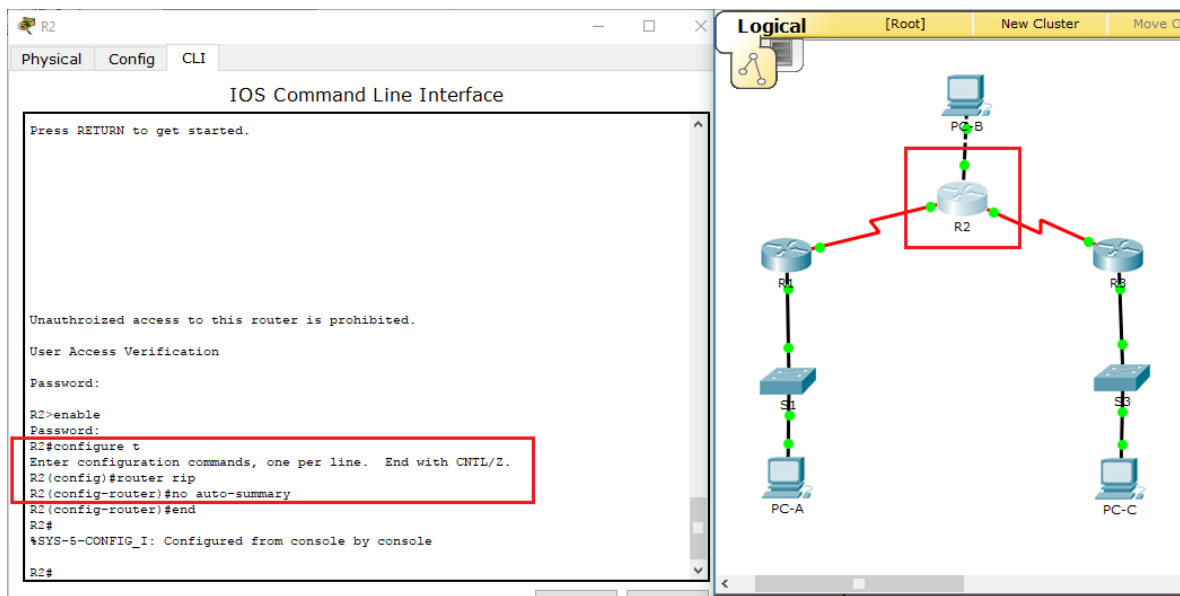 R2
Physical Config CLI
IOS Command Line Interface
Press RETURN to get started.
Unauthroized access to this router is prohibited.
User Access Verification
Password:
R2>enable
Password:
R2#configure t
Enter configuration commands, one per line.  End with CNTL/Z.
R2(config)#router rip
R2(config-router)#no auto-summary
R2(config-router)#end
R2#
%SYS-5-CONFIG_I: Configured from console by console
R2#
Logical [Root] New Cluster Move
PC-B
R2
R1
R3
S1
S3
PC-A
PC-C